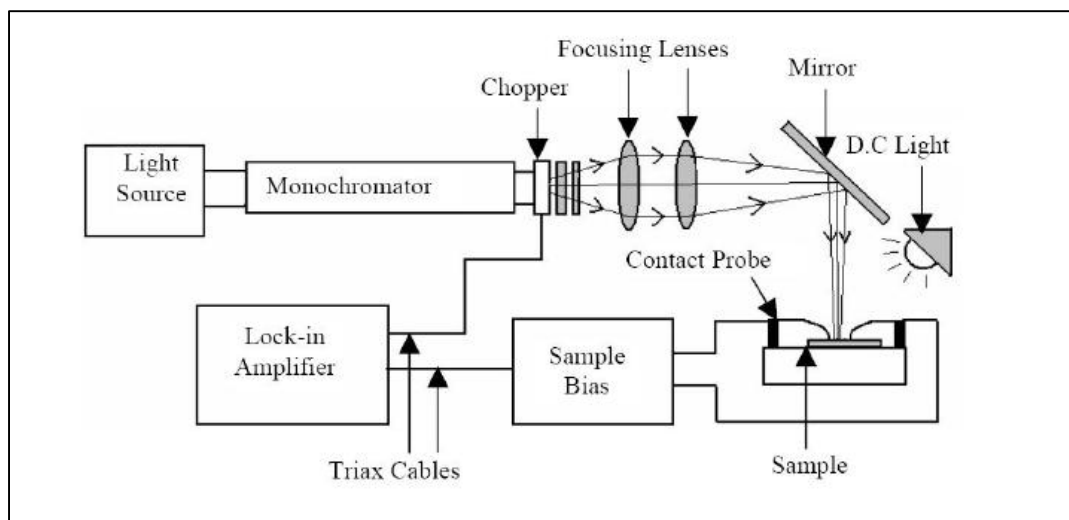 Focusing Lenses
Mirror
Chopper
D.C Light
Light
Source
Monochromator
Contact Probe
Lock-in
Amplifier
Sample
Bias
Triax Cables
Sample